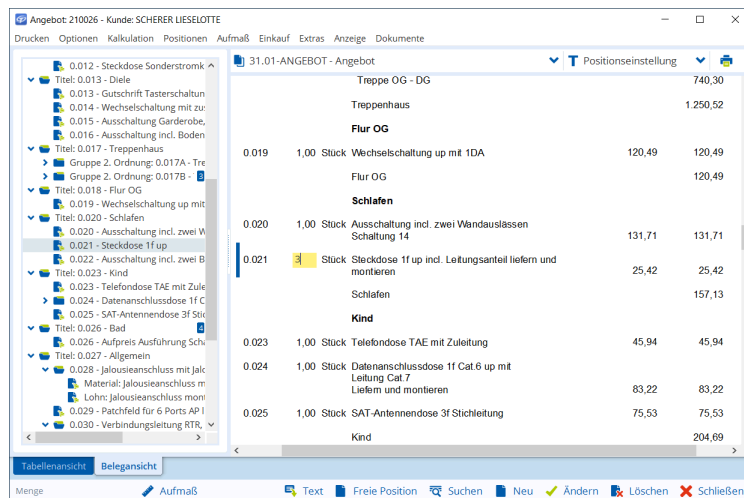 Angebot: 210026 - Kunde: SCHERER LIESELOTTE
Drucken Optionen Kalkulation Positionen Aufmaß Einkauf Extras Anzeige Dokumente
0.012 - Steckdose Sonderstromk
Titel: 0.013 - Diele
0.013 - Gutschrift Tasterschaltun
0.014 - Wechselschaltung mit zu
0.015 - Ausschaltung Garderobe,
0.016 - Ausschaltung incl. Boden
Titel: 0.017 - Treppenhaus
Gruppe 2. Ordnung: 0.017A - Tre
Gruppe 2. Ordnung: 0.017B - 3
Titel: 0.018 - Flur OG
0.019 - Wechselschaltung up mit
Titel: 0.020 - Schlafen
0.020 - Ausschaltung incl. zwei W
0.021 - Steckdose 1f up
0.022 - Ausschaltung incl. zwei B
Titel: 0.023 - Kind
0.023 - Telefondose TAE mit Zule
0.024 - Datenanschlussdose 1f C
0.025 - SAT-Antennendose 3f Stic
Titel: 0.026 - Bad 4
0.026 - Aufpreis Ausführung Scha
Titel: 0.027 - Allgemein
0.028 - Jalousieanschluss mit Jalo
Material: Jalousieanschluss m
Lohn: Jalousieanschluss mont
0.029 - Patchfeld für 6 Ports AP l
0.030 - Verbindungsleitung RTR,
31.01-ANGEBOT - Angebot Positionseinstellung
Treppe OG - DG 740,30
Treppenhaus 1.250,52
Flur OG
0.019 1,00 Stück Wechselschaltung up mit 1DA 120,49 120,49
Flur OG 120,49
Schlafen
0.020 1,00 Stück Ausschaltung incl. zwei Wandauslässen
Schaltung 14 131,71 131,71
0.021 3 Stück Steckdose 1f up incl. Leitungsanteil liefern und
montieren 25,42 25,42
Schlafen 157,13
Kind
0.023 1,00 Stück Telefondose TAE mit Zuleitung 45,94 45,94
0.024 1,00 Stück Datenanschlussdose 1f Cat.6 up mit
Leitung Cat.7
Liefern und montieren 83,22 83,22
0.025 1,00 Stück SAT-Antennendose 3f Stichleitung 75,53 75,53
Kind 204,69
Tabellenansicht Belegansicht
Menge Aufmaß Text Freie Position Suchen Neu Ändern Löschen Schließen